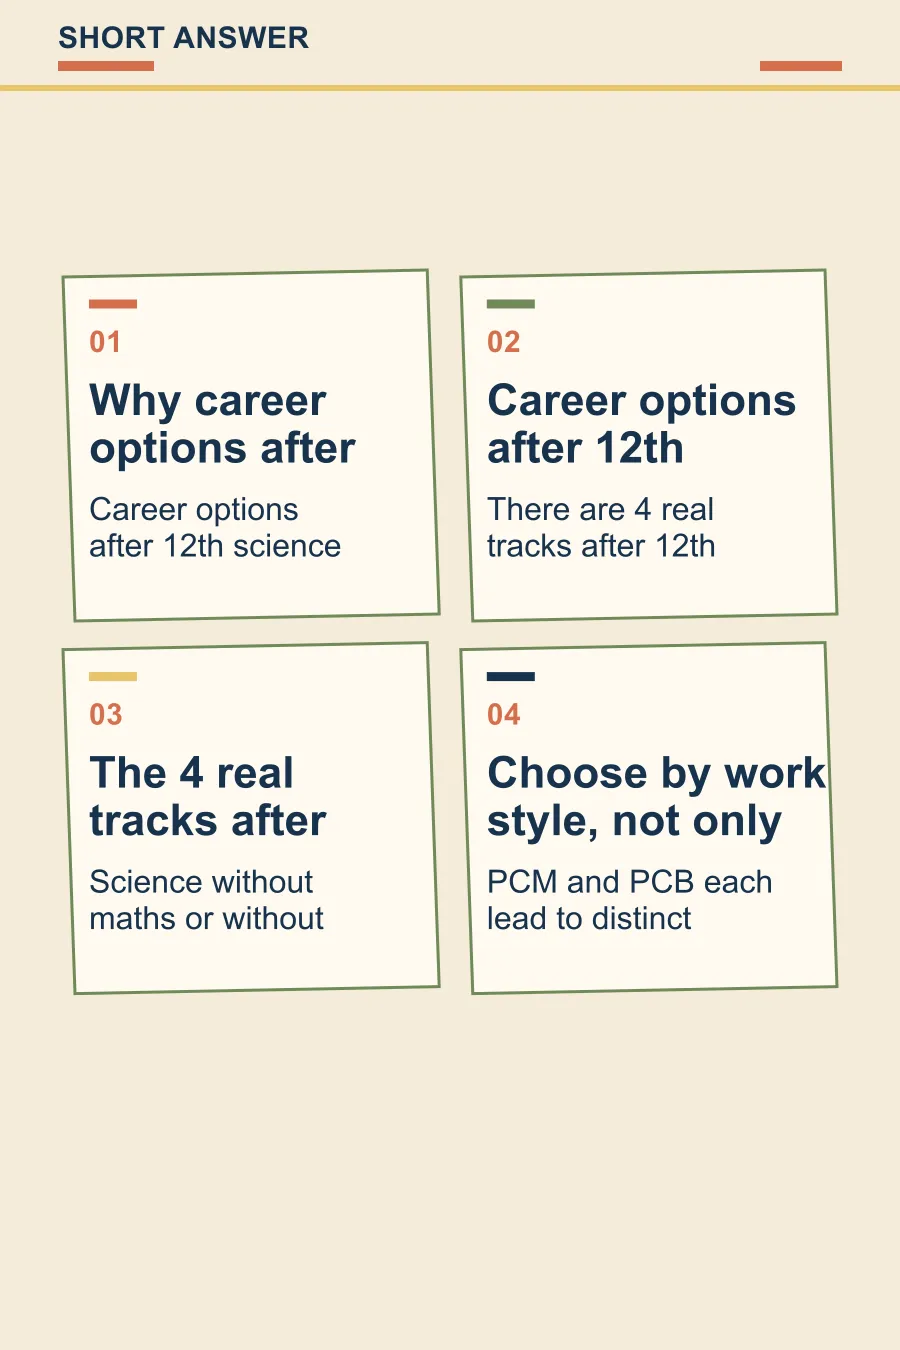 SHORT ANSWER
01
Why career
options after
Career options
after 12th science
02
Career options
after 12th
There are 4 real
tracks after 12th
03
The 4 real
tracks after
Science without
maths or without
04
Choose by work
style, not only
PCM and PCB each
lead to distinct